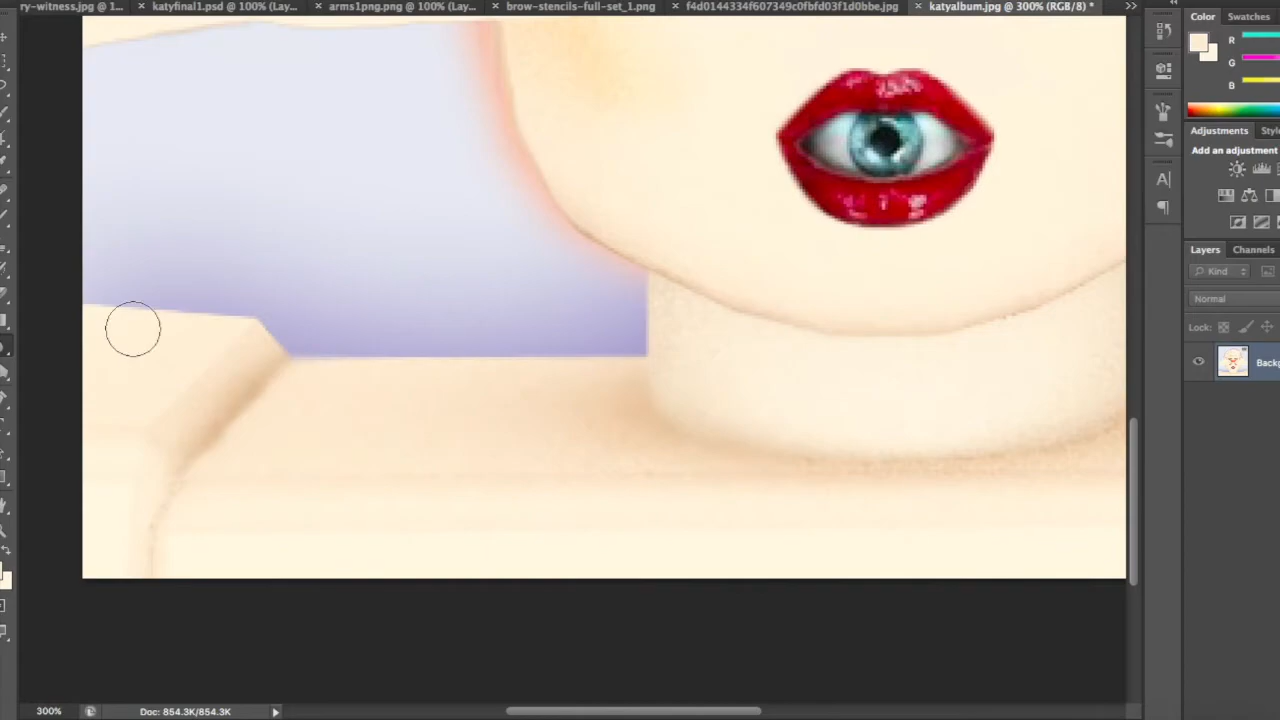 ry-witness.jpg @ 1... × katyfinal1.psd @ 100% (Lay... × arms1png.png @ 100% (Lay... × brow-stencils-full-set_1.png × f4d0144334f607349c0fbfd03f1d0bbe.jpg × katyalbum.jpg @ 300% (RGB/8) *
Color Swatches
R
G
B
Adjustments Style
Add an adjustment
Layers Channels
Kind
Normal
Lock:
Backg
300% Doc: 854.3K/854.3K